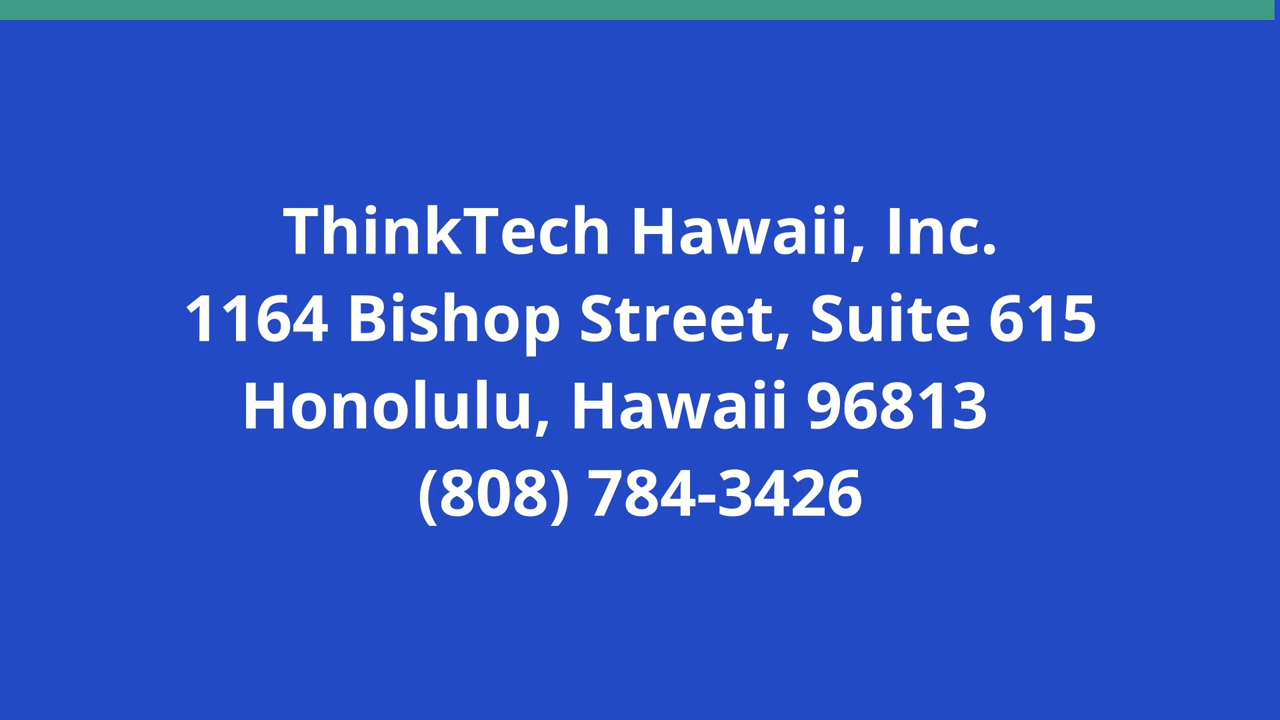 ThinkTech Hawaii, Inc.
1164 Bishop Street, Suite 615
Honolulu, Hawaii 96813
(808) 784-3426